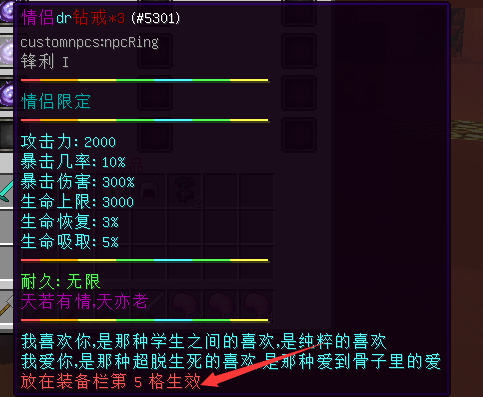 情侣dr钻戒*3 (#5301)
customnpcs:npcRing
锋利 I
情侣限定
攻击力: 2000
暴击几率: 10%
暴击伤害: 300%
生命上限: 3000
生命恢复: 3%
生命吸取: 5%
耐久: 无限
天若有情,天亦老
我喜欢你,是那种学生之间的喜欢,是纯粹的喜欢
我爱你,是那种超脱生死的喜欢,是那种爱到骨子里的爱
放在装备栏第 5 格生效